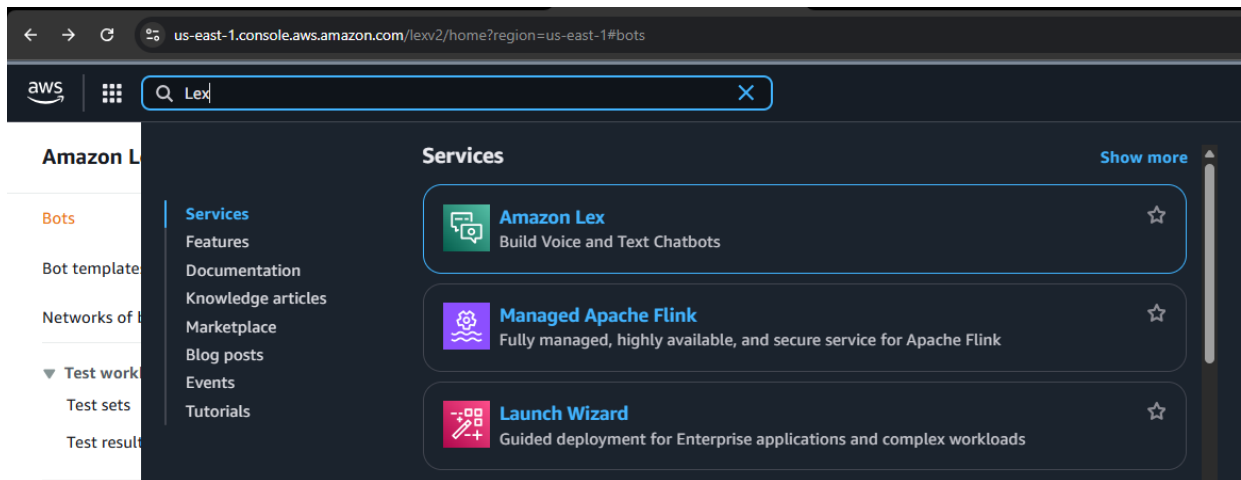 us-east-1.console.aws.amazon.com/lexv2/home?region=us-east-1#bots
aws
Lex
Amazon L
Bots
Bot template
Networks of
Test work
Test sets
Test result
Services
Features
Documentation
Knowledge articles
Marketplace
Blog posts
Events
Tutorials
Services
Show more
Amazon Lex
Build Voice and Text Chatbots
Managed Apache Flink
Fully managed, highly available, and secure service for Apache Flink
Launch Wizard
Guided deployment for Enterprise applications and complex workloads